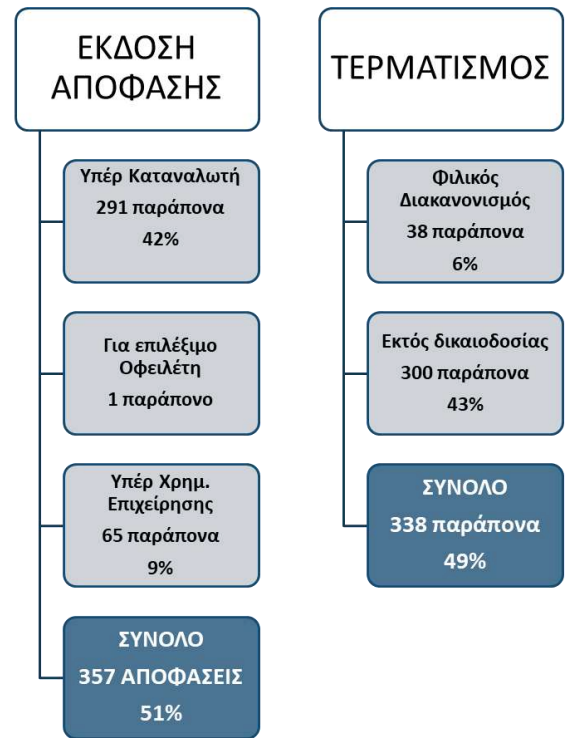 ΕΚΔΟΣΗ
ΑΠΟΦΑΣΗΣ
Υπέρ Καταναλωτή
291 παράπονα
42%
Για επιλέξιμο
Οφειλέτη
1 παράπονο
Υπέρ Χρημ.
Επιχείρησης
65 παράπονα
9%
ΣΥΝΟΛΟ
357 ΑΠΟΦΑΣΕΙΣ
51%
ΤΕΡΜΑΤΙΣΜΟΣ
Φιλικός
Διακανονισμός
38 παράπονα
6%
Εκτός δικαιοδοσίας
300 παράπονα
43%
ΣΥΝΟΛΟ
338 παράπονα
49%